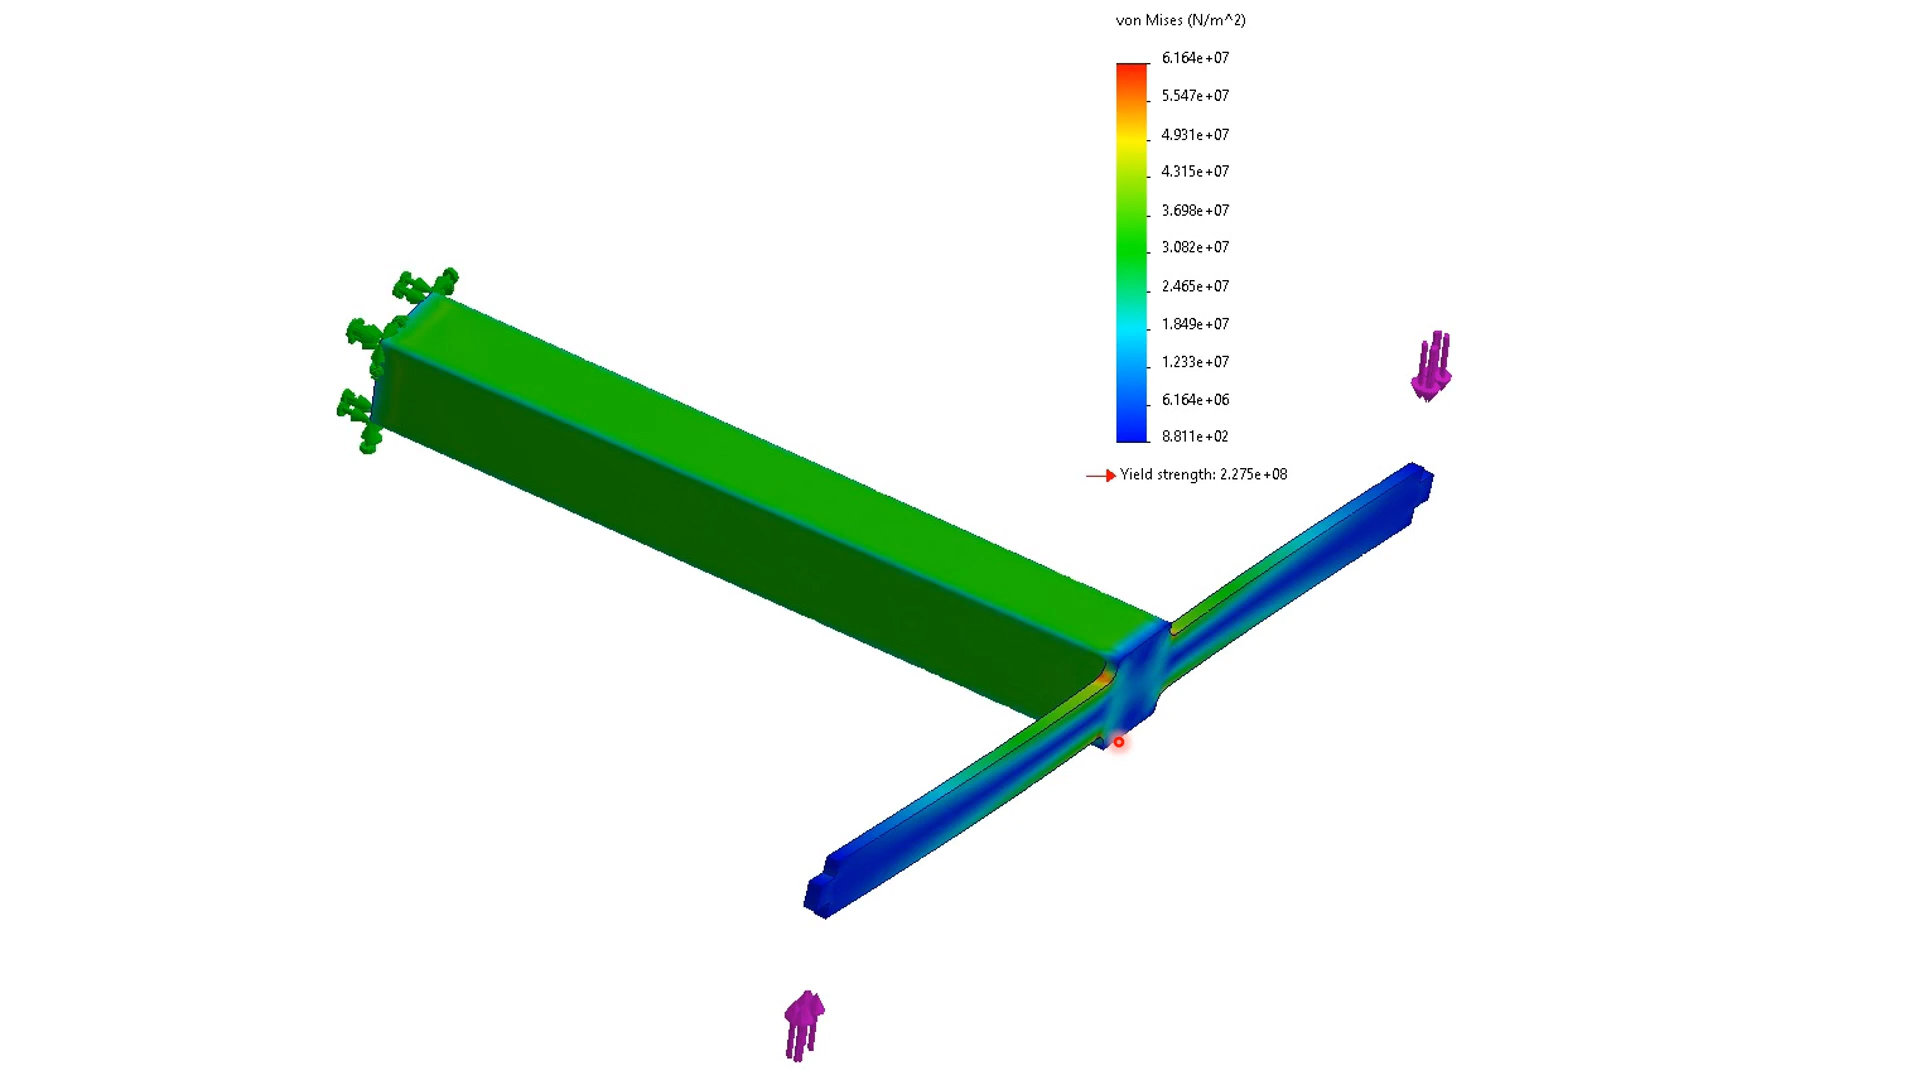 von Mises (N/m^2)
6.164e+07
5.547e+07
4.931e+07
4.315e+07
3.698e+07
3.082e+07
2.465e+07
1.849e+07
1.233e+07
6.164e+06
8.811e+02
Yield strength: 2.275e+08